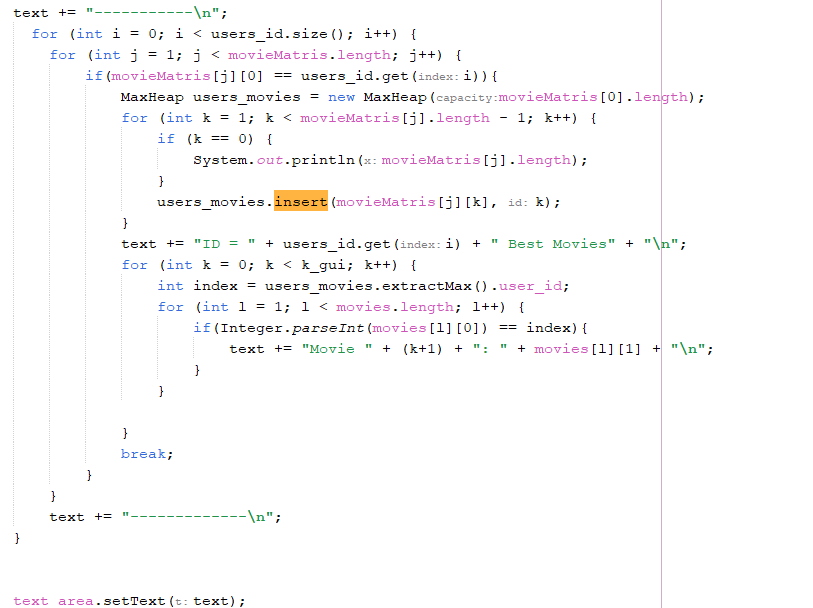 text += "-----------\n";
for (int i = 0; i < users_id.size(); i++) {
for (int j = 1; j < movieMatris.length; j++) {
if(movieMatris[j][0] == users_id.get(index: i)){
MaxHeap users_movies = new MaxHeap(capacity:movieMatris[0].length);
for (int k = 1; k < movieMatris[j].length - 1; k++) {
if (k == 0) {
System.out.println(x: movieMatris[j].length);
}
users_movies.insert(movieMatris[j][k], id: k);
}
text += "ID = " + users_id.get(index: i) + " Best Movies" + "\n";
for (int k = 0; k < k_gui; k++) {
int index = users_movies.extractMax().user_id;
for (int l = 1; l < movies.length; l++) {
if(Integer.parseInt(movies[l][0]) == index){
text += "Movie " + (k+1) + ": " + movies[l][1] + "\n";
}
}
}
break;
}
}
text += "-------------\n";
}
text_area.setText(t: text);